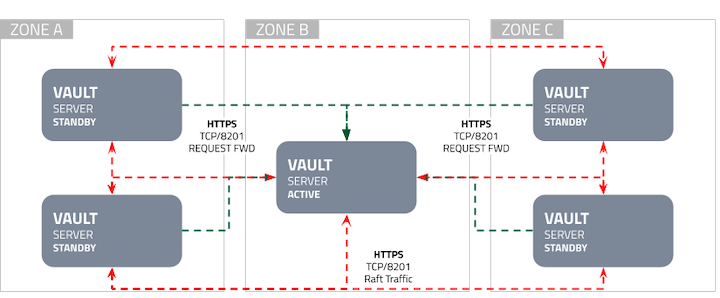 ZONE A
ZONE B
ZONE C
VAULT
SERVER
STANDBY
VAULT
SERVER
STANDBY
HTTPS
TCP/8201
REQUEST FWD
VAULT
SERVER
ACTIVE
HTTPS
TCP/8201
REQUEST FWD
VAULT
SERVER
STANDBY
VAULT
SERVER
STANDBY
HTTPS
TCP/8201
Raft Traffic